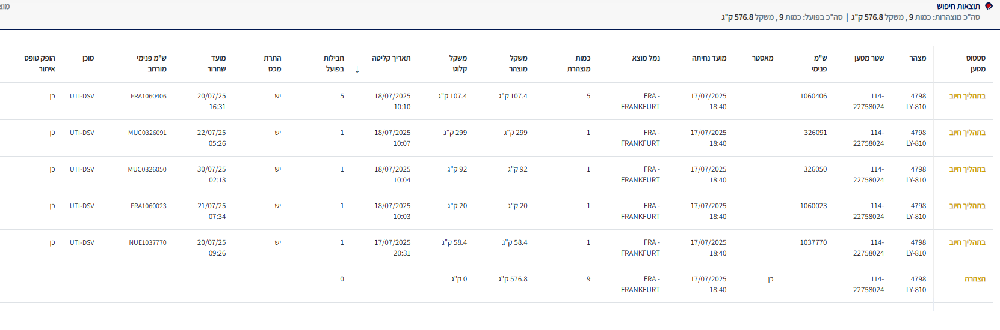 תוצאות חיפוש
סה"כ מוצהרות: כמות 9 , משקל 576.8 ק"ג | סה"כ בפועל: כמות 9 , משקל 576.8 ק"ג
סטטוס מטען מצהר שטר מטען ש"מ פנימי מאסטר מועד נחיתה נמל מוצא כמות מוצהרת משקל מוצהר משקל קלוט תאריך קליטה ↓ חבילות בפועל התרת מכס מועד שחרור ש"מ פנימי מורחב סוכן הופק טופס איתור
בתהליך חיוב 4798 114- 1060406 17/07/2025 FRA - 5 107.4 ק"ג 107.4 ק"ג 18/07/2025 5 יש 20/07/25 FRA1060406 UTI-DSV כן
LY-810 22758024 18:40 FRANKFURT 10:10 16:31
בתהליך חיוב 4798 114- 326091 17/07/2025 FRA - 1 299 ק"ג 299 ק"ג 18/07/2025 1 יש 22/07/25 MUC0326091 UTI-DSV כן
LY-810 22758024 18:40 FRANKFURT 10:07 05:26
בתהליך חיוב 4798 114- 326050 17/07/2025 FRA - 1 92 ק"ג 92 ק"ג 18/07/2025 1 יש 30/07/25 MUC0326050 UTI-DSV כן
LY-810 22758024 18:40 FRANKFURT 10:04 02:13
בתהליך חיוב 4798 114- 1060023 17/07/2025 FRA - 1 20 ק"ג 20 ק"ג 18/07/2025 1 יש 21/07/25 FRA1060023 UTI-DSV כן
LY-810 22758024 18:40 FRANKFURT 10:03 07:34
בתהליך חיוב 4798 114- 1037770 17/07/2025 FRA - 1 58.4 ק"ג 58.4 ק"ג 17/07/2025 1 יש 20/07/25 NUE1037770 UTI-DSV כן
LY-810 22758024 18:40 FRANKFURT 20:31 09:26
הצהרה 4798 114- כן 17/07/2025 FRA - 9 576.8 ק"ג 0 ק"ג 0
LY-810 22758024 18:40 FRANKFURT